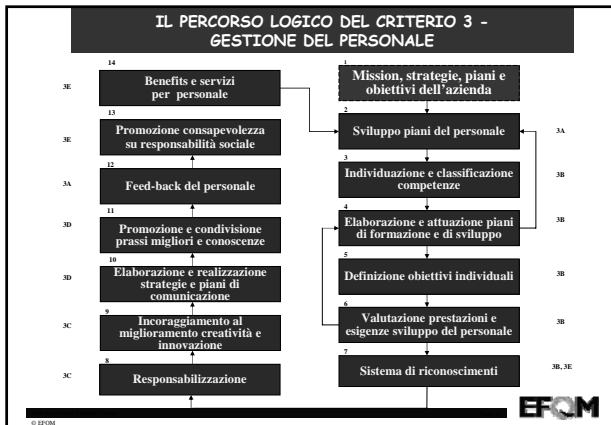 IL PERCORSO LOGICO DEL CRITERIO 3 -
GESTIONE DEL PERSONALE
1
Mission, strategie, piani e
obiettivi dell'azienda
2
Sviluppo piani del personale
3A
3
Individuazione e classificazione
competenze
3B
4
Elaborazione e attuazione piani
di formazione e di sviluppo
3B
5
Definizione obiettivi individuali
3B
6
Valutazione prestazioni e
esigenze sviluppo del personale
3B
7
Sistema di riconoscimenti
3B, 3E
8
Responsabilizzazione
3C
9
Incoraggiamento al
miglioramento creatività e
innovazione
3C
10
Elaborazione e realizzazione
strategie e piani di
comunicazione
3D
11
Promozione e condivisione
prassi migliori e conoscenze
3D
12
Feed-back del personale
3A
13
Promozione consapevolezza
su responsabilità sociale
3E
14
Benefits e servizi
per personale
3E
EFQM
© EFQM